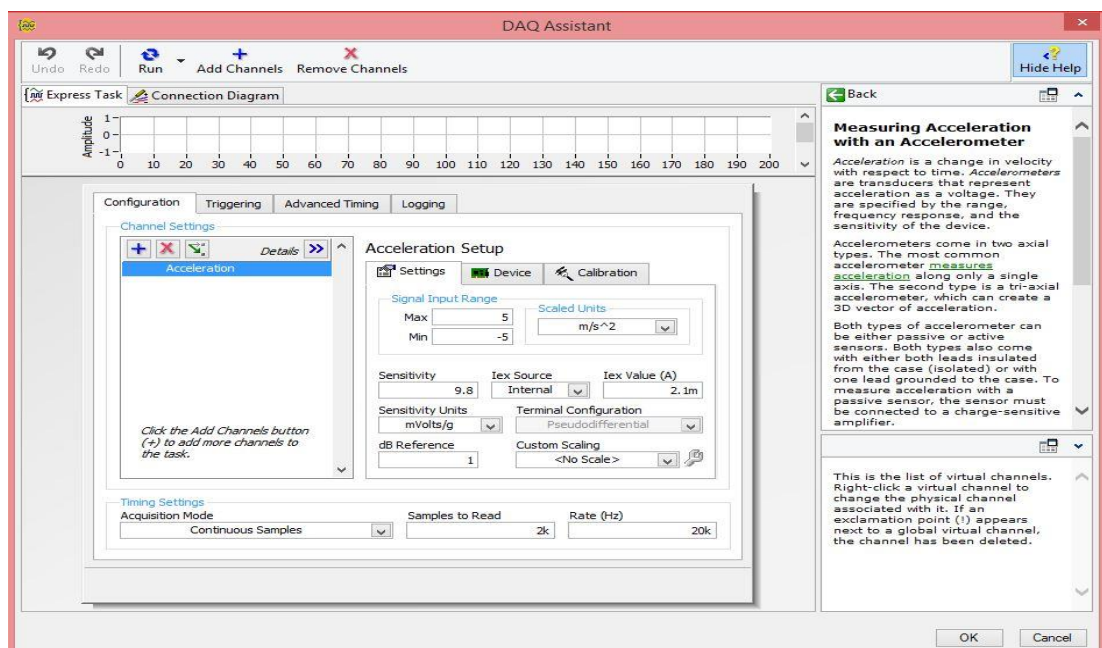 DAQ Assistant
Undo Redo Run Add Channels Remove Channels Hide Help
Express Task Connection Diagram
Amplitude
1
0
-1
0 10 20 30 40 50 60 70 80 90 100 110 120 130 140 150 160 170 180 190 200
Configuration Triggering Advanced Timing Logging
Channel Settings
Details
Acceleration
Click the Add Channels button
(+) to add more channels to
the task.
Acceleration Setup
Settings Device Calibration
Signal Input Range
Max 5
Min -5
Scaled Units
m/s^2
Sensitivity Iex Source Iex Value (A)
9.8 Internal 2.1m
Sensitivity Units Terminal Configuration
mVolts/g Pseudodifferential
dB Reference Custom Scaling
1 <No Scale>
Timing Settings
Acquisition Mode Samples to Read Rate (Hz)
Continuous Samples 2k 20k
Back
Measuring Acceleration
with an Accelerometer
Acceleration is a change in velocity
with respect to time. Accelerometers
are transducers that represent
acceleration as a voltage. They
are specified by the range,
frequency response, and the
sensitivity of the device.
Accelerometers come in two axial
types. The most common
accelerometer measures
acceleration along only a single
axis. The second type is a tri-axial
accelerometer, which can create a
3D vector of acceleration.
Both types of accelerometer can
be either passive or active
sensors. Both types also come
with either both leads insulated
from the case (isolated) or with
one lead grounded to the case. To
measure acceleration with a
passive sensor, the sensor must
be connected to a charge-sensitive
amplifier.
This is the list of virtual channels.
Right-click a virtual channel to
change the physical channel
associated with it. If an
exclamation point (!) appears
next to a global virtual channel,
the channel has been deleted.
OK Cancel